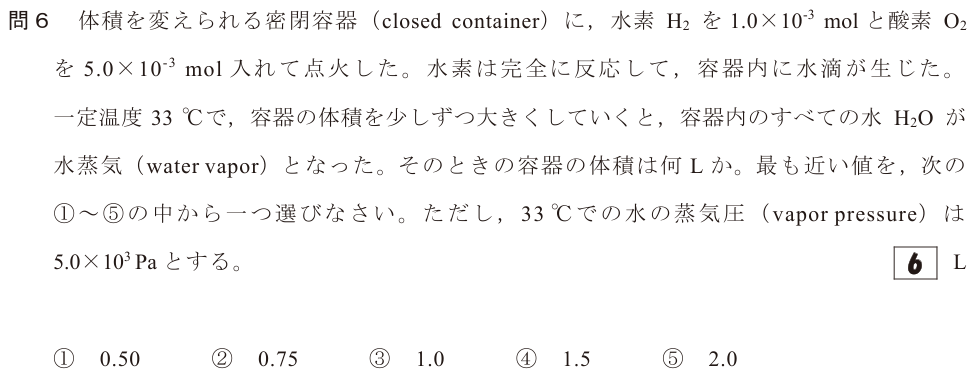 問6 体積を変えられる密閉容器（closed container）に，水素 H₂ を 1.0×10⁻³ mol と酸素 O₂
を 5.0×10⁻³ mol 入れて点火した。水素は完全に反応して，容器内に水滴が生じた。
一定温度 33 ℃で，容器の体積を少しずつ大きくしていくと，容器内のすべての水 H₂O が
水蒸気（water vapor）となった。そのときの容器の体積は何 L か。最も近い値を，次の
①～⑤の中から一つ選びなさい。ただし，33 ℃での水の蒸気圧（vapor pressure）は
5.0×10³ Pa とする。 6 L
① 0.50 ② 0.75 ③ 1.0 ④ 1.5 ⑤ 2.0